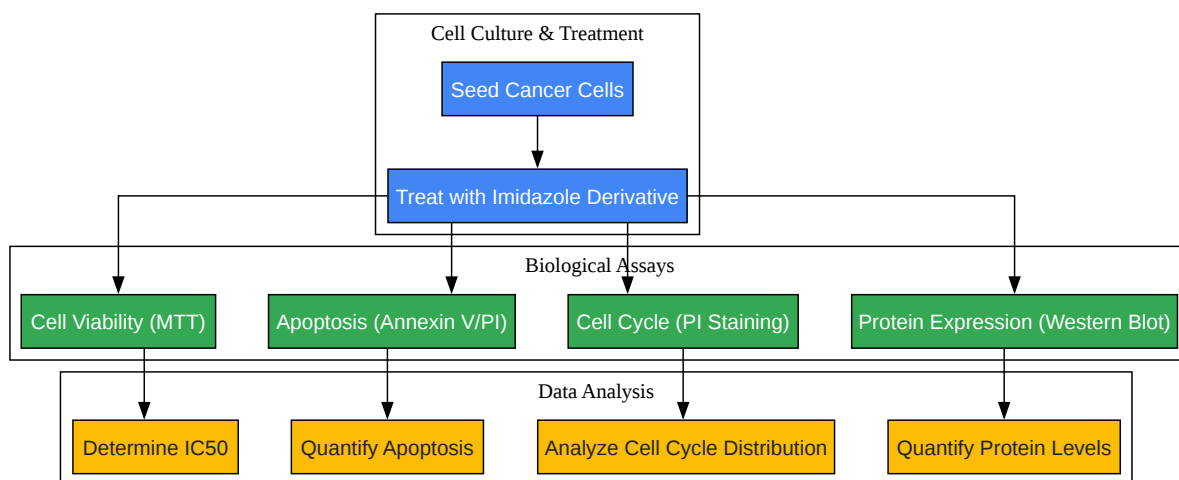 Cell Culture & Treatment
Seed Cancer Cells
Treat with Imidazole Derivative
Biological Assays
Cell Viability (MTT)
Apoptosis (Annexin V/PI)
Cell Cycle (PI Staining)
Protein Expression (Western Blot)
Data Analysis
Determine IC50
Quantify Apoptosis
Analyze Cell Cycle Distribution
Quantify Protein Levels